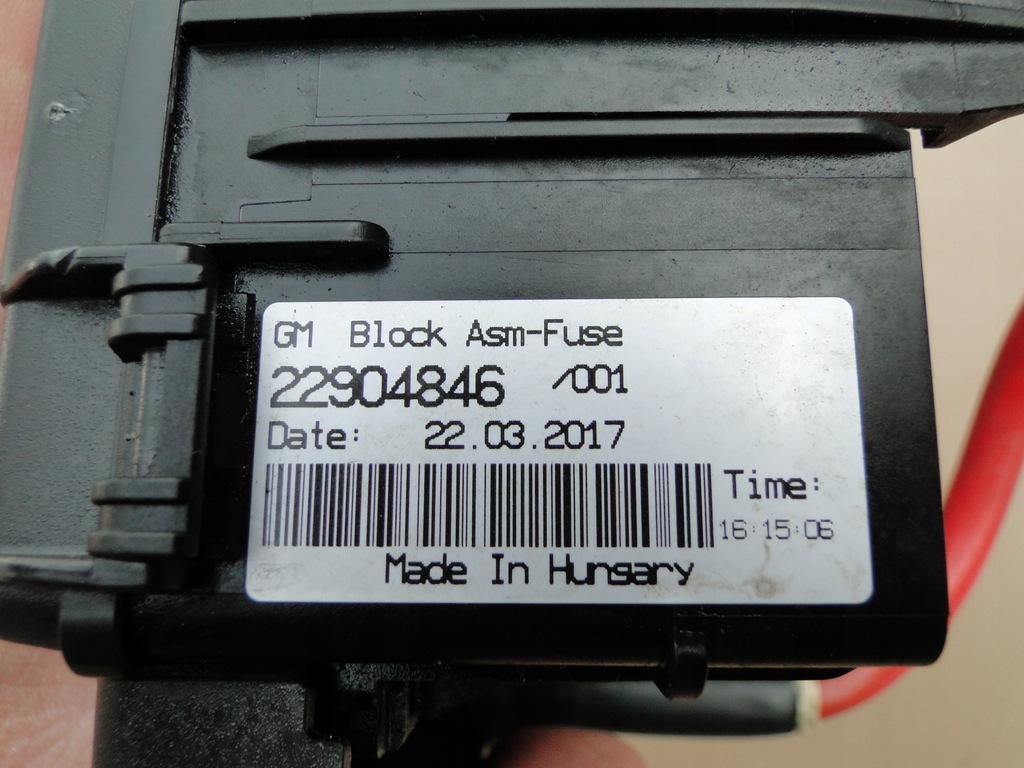 GM Block Asm-Fuse
22904846 /001
Date: 22.03.2017
Time:
16:15:06
Made In Hungary